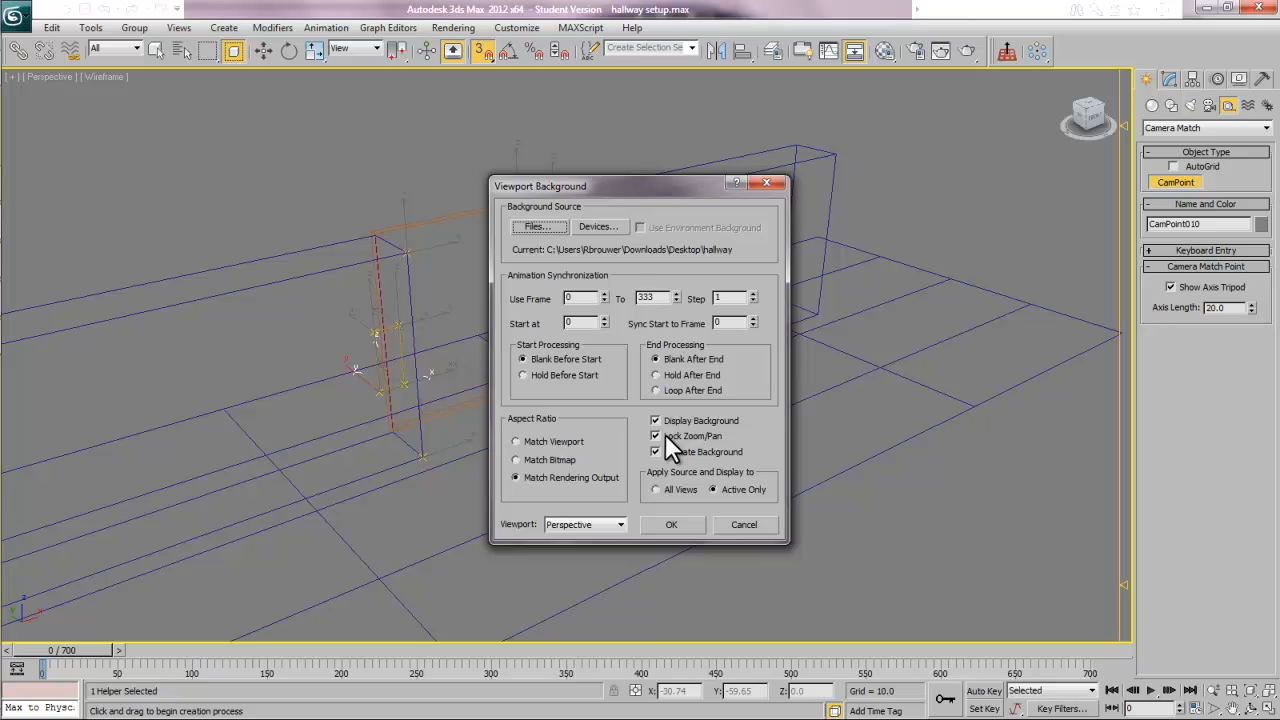 Autodesk 3ds Max 2012 x64 - Student Version hallway setup.max
Edit Tools Group Views Create Modifiers Animation Graph Editors Rendering Customize MAXScript Help
All View 3 Create Selection Se
[ + ] [ Perspective ] [ Wireframe ]
Camera Match
Object Type
AutoGrid
CamPoint
Name and Color
CamPoint010
Keyboard Entry
Camera Match Point
Show Axis Tripod
Axis Length: 20.0
Viewport Background
Background Source
Files... Devices... Use Environment Background
Current: C:\Users\Rbrouwer\Downloads\Desktop\hallway
Animation Synchronization
Use Frame 0 To 333 Step 1
Start at 0 Sync Start to Frame 0
Start Processing End Processing
Blank Before Start Blank After End
Hold Before Start Hold After End
Loop After End
Aspect Ratio Display Background
Match Viewport Lock Zoom/Pan
Match Bitmap Background
Match Rendering Output Apply Source and Display to
All Views Active Only
Viewport: Perspective OK Cancel
0 / 700
0 50 100 150 200 250 300 350 400 450 500 550 600 650 700
1 Helper Selected X: -30.74 Y: -59.65 Z: 0.0 Grid = 10.0 Auto Key Selected
Max to Physc. Click and drag to begin creation process Add Time Tag Set Key Key Filters... 0